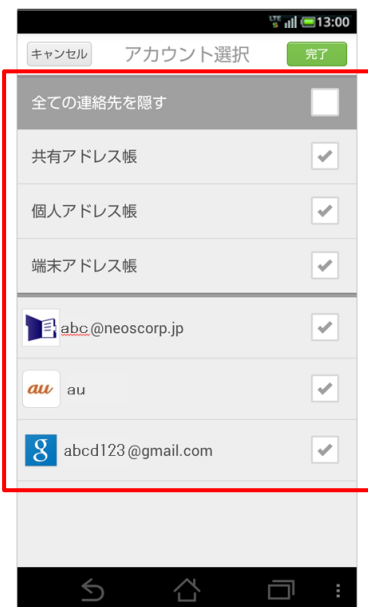 LTE 13:00
キャンセル アカウント選択 完了
全ての連絡先を隠す
共有アドレス帳
個人アドレス帳
端末アドレス帳
abc@neoscorp.jp
au au
g abcd123@gmail.com